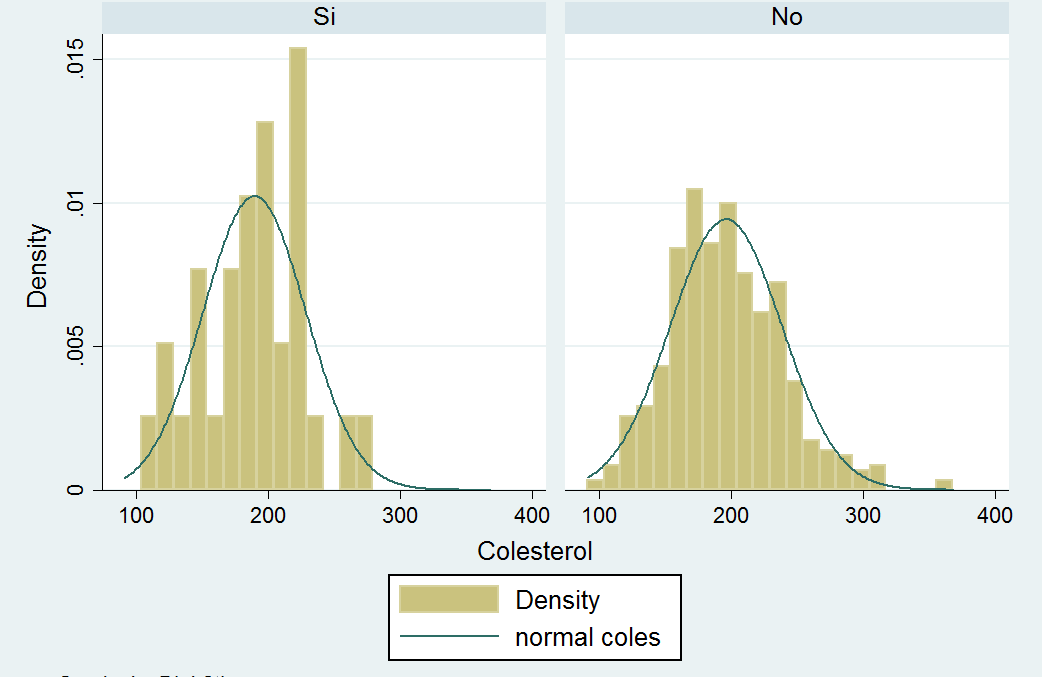 Si
No
.015
.01
.005
0
Density
100 200 300 400
100 200 300 400
Colesterol
Density
normal coles